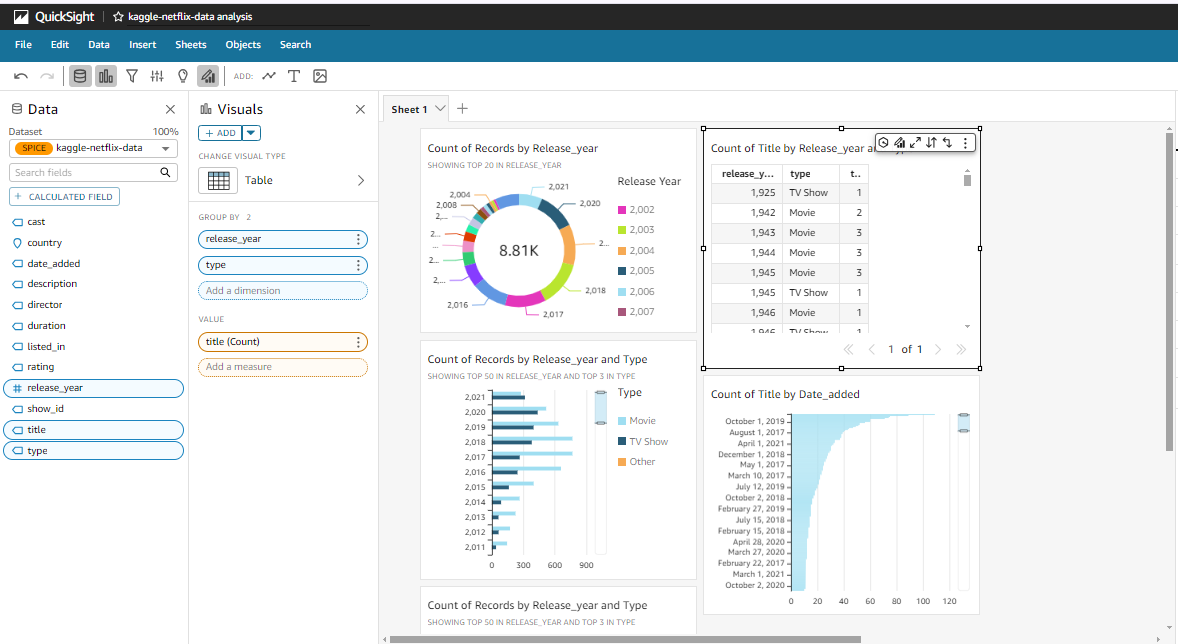 QuickSight kaggle-netflix-data analysis
File Edit Data Insert Sheets Objects Search
ADD:
Data
Dataset 100%
SPICE kaggle-netflix-data
Search fields
+ CALCULATED FIELD
cast
country
date_added
description
director
duration
listed_in
rating
release_year
show_id
title
type
Visuals
+ ADD
CHANGE VISUAL TYPE
Table
GROUP BY: 2
release_year
type
Add a dimension
VALUE
title (Count)
Add a measure
Sheet 1
Count of Records by Release_year
SHOWING TOP 20 IN RELEASE_YEAR
2,021
2,020
2...
2,018
2,017
2,016
2,...
2...
...
2...
2,...
2,008
2,004
8.81K
Release Year
2,002
2,003
2,004
2,005
2,006
2,007
Count of Title by Release_year an
release_y... type t..
1,925 TV Show 1
1,942 Movie 2
1,943 Movie 3
1,944 Movie 3
1,945 Movie 3
1,945 TV Show 1
1,946 Movie 1
1,946 TV Show 1
1 of 1
Count of Records by Release_year and Type
SHOWING TOP 50 IN RELEASE_YEAR AND TOP 3 IN TYPE
2,021
2,020
2,019
2,018
2,017
2,016
2,015
2,014
2,013
2,012
2,011
0 300 600 900
Type
Movie
TV Show
Other
Count of Title by Date_added
October 1, 2019
August 1, 2017
April 1, 2021
December 1, 2018
May 1, 2017
March 10, 2017
July 12, 2019
October 2, 2018
February 27, 2019
July 15, 2018
February 15, 2018
April 28, 2020
March 27, 2020
February 22, 2017
March 1, 2021
October 2, 2020
0 20 40 60 80 100 120
Count of Records by Release_year and Type
SHOWING TOP 50 IN RELEASE_YEAR AND TOP 3 IN TYPE